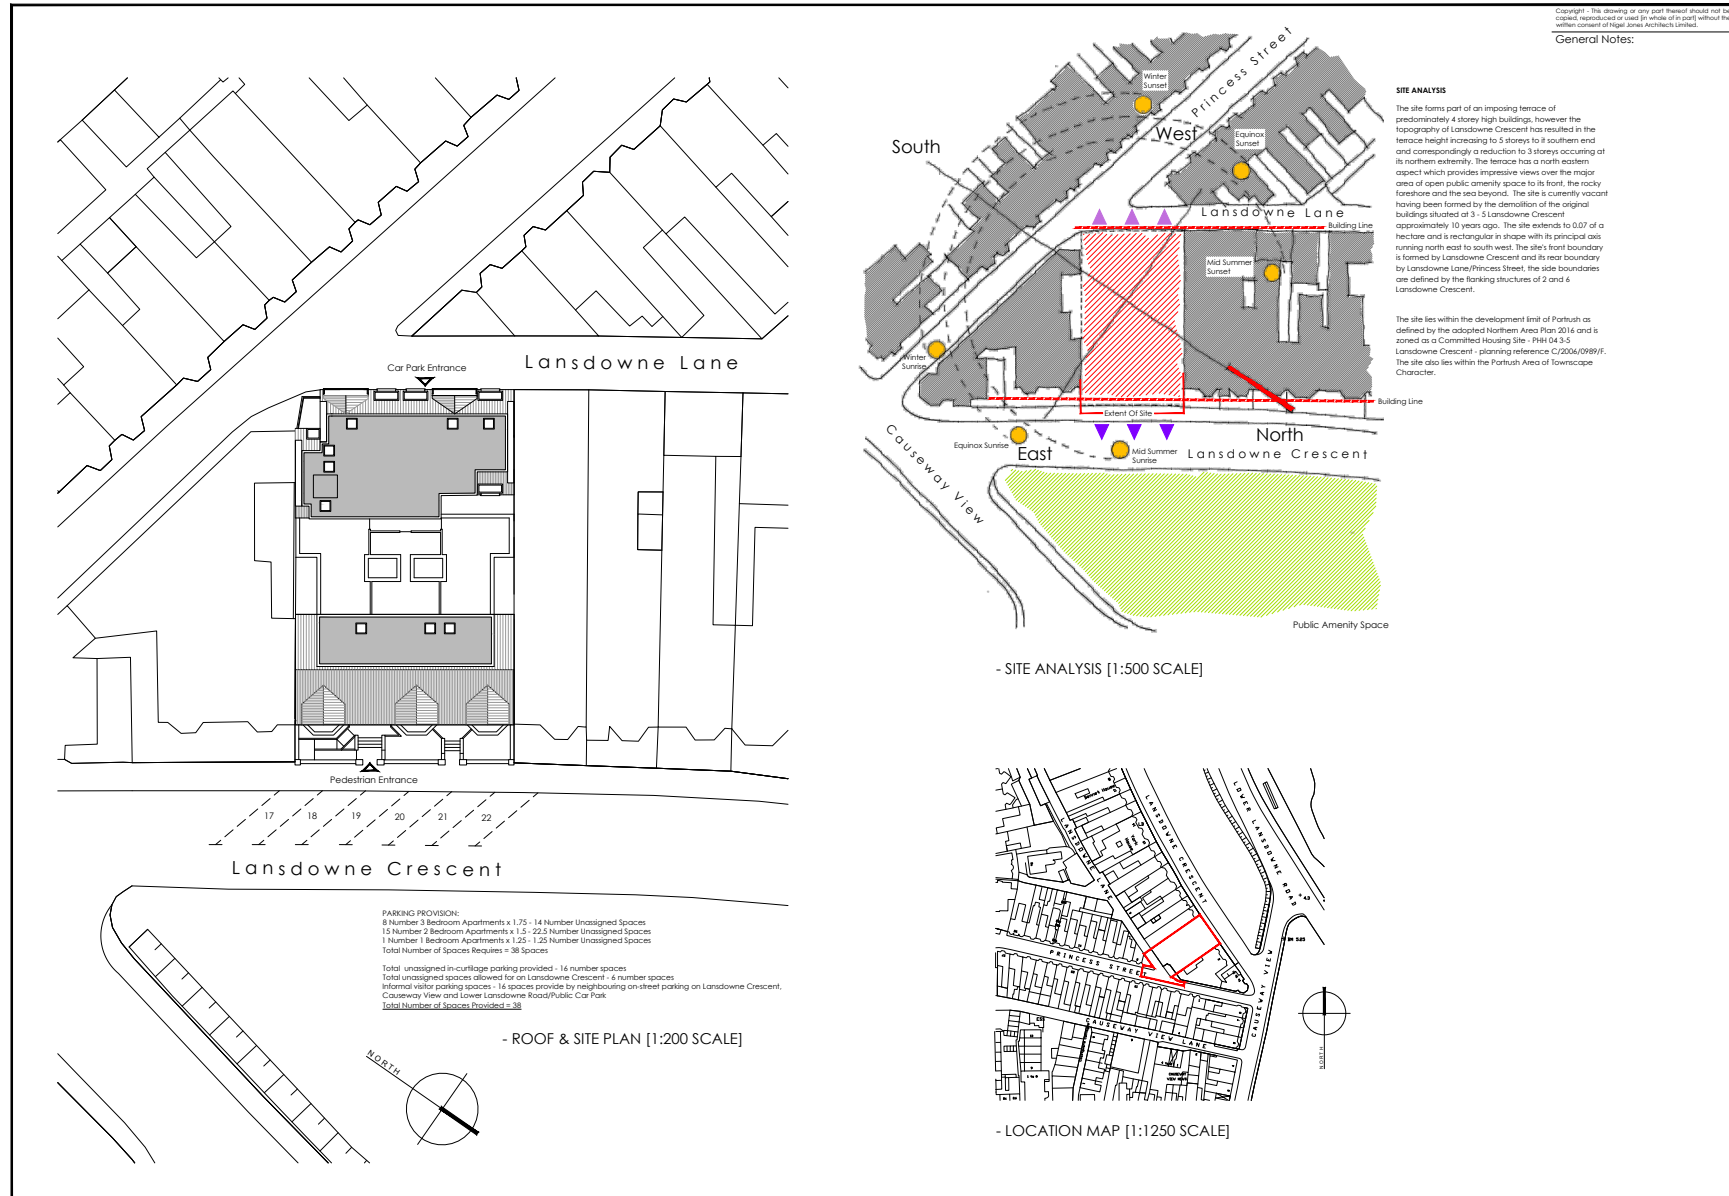 Copyright - This drawing or any part thereof should not be
copied, reproduced or used [in whole of in part] without the
written consent of Nigel Jones Architects Limited.
General Notes:
SITE ANALYSIS
The site forms part of an imposing terrace of
predominately 4 storey high buildings, however the
topography of Lansdowne Crescent has resulted in the
terrace height increasing to 5 storeys to it southern end
and correspondingly a reduction to 3 storeys occurring at
its northern extremity. The terrace has a north eastern
aspect which provides impressive views over the major
area of open public amenity space to its front, the rocky
foreshore and the sea beyond.  The site is currently vacant
having been formed by the demolition of the original
buildings situated at 3 - 5 Lansdowne Crescent
approximately 10 years ago.  The site extends to 0.07 of a
hectare and is rectangular in shape with its principal axis
running north east to south west. The site's front boundary
is formed by Lansdowne Crescent and its rear boundary
by Lansdowne Lane/Princess Street, the side boundaries
are defined by the flanking structures of 2 and 6
Lansdowne Crescent.
The site lies within the development limit of Portrush as
defined by the adopted Northern Area Plan 2016 and is
zoned as a Committed Housing Site - PHH 04 3-5
Lansdowne Crescent - planning reference C/2006/0989/F.
The site also lies within the Portrush Area of Townscape
Character.
Princess Street
Winter
Sunset
West
Equinox
Sunset
South
Lansdowne Lane
Building Line
Mid Summer
Sunset
Winter
Sunrise
Building Line
Extent Of Site
North
Equinox Sunrise
East
Mid Summer
Sunrise
Lansdowne Crescent
Causeway View
Public Amenity Space
- SITE ANALYSIS [1:500 SCALE]
Lansdowne Lane
Car Park Entrance
Pedestrian Entrance
17
18
19
20
21
22
Lansdowne Crescent
PARKING PROVISION:
8 Number 3 Bedroom Apartments x 1.75 - 14 Number Unassigned Spaces
15 Number 2 Bedroom Apartments x 1.5 - 22.5 Number Unassigned Spaces
1 Number 1 Bedroom Apartments x 1.25 - 1.25 Number Unassigned Spaces
Total Number of Spaces Requires = 38 Spaces
Total  unassigned in-curtilage parking provided - 16 number spaces
Total unassigned spaces allowed for on Lansdowne Crescent - 6 number spaces
Informal visitor parking spaces - 16 spaces provide by neighbouring on-street parking on Lansdowne Crescent,
Causeway View and Lower Lansdowne Road/Public Car Park
Total Number of Spaces Provided = 38
- ROOF & SITE PLAN [1:200 SCALE]
NORTH
LANSDOWNE LANE
LANSDOWNE CRESCENT
LOWER LANSDOWNE ROAD
PRINCESS STREET
CAUSEWAY VIEW LANE
CAUSEWAY VIEW
NORTH
- LOCATION MAP [1:1250 SCALE]